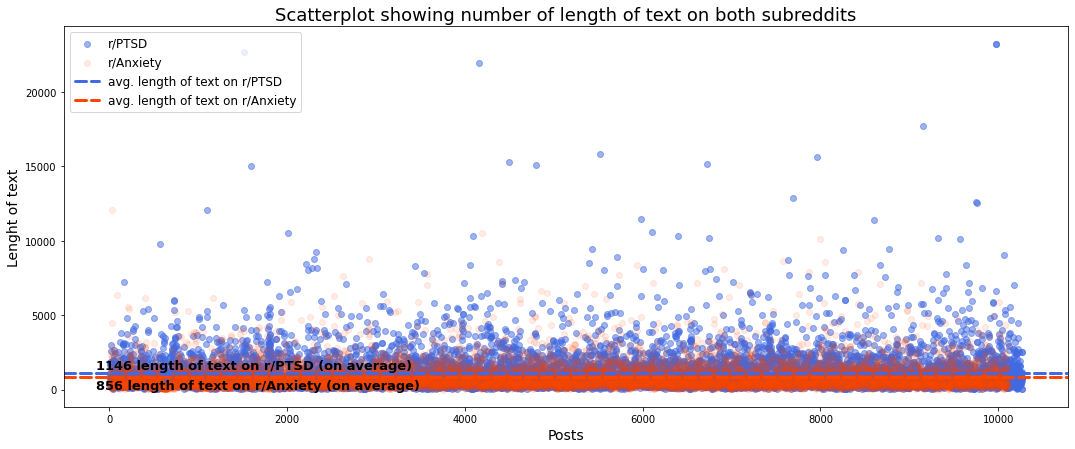 Scatterplot showing number of length of text on both subreddits
r/PTSD
r/Anxiety
avg. length of text on r/PTSD
avg. length of text on r/Anxiety
20000
15000
10000
5000
0
Lenght of text
1146 length of text on r/PTSD (on average)
856 length of text on r/Anxiety (on average)
0 2000 4000 6000 8000 10000
Posts